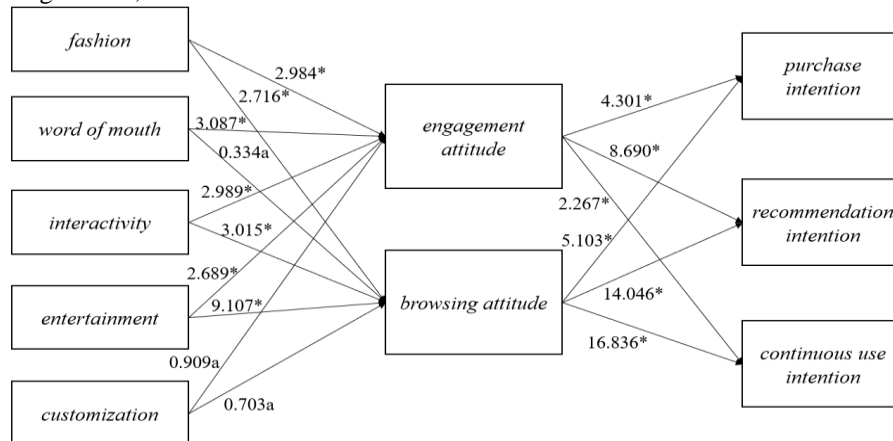 fashion
2.984*
2.716*
word of mouth
3.087*
0.334a
interactivity
2.989*
3.015*
entertainment
2.689*
9.107*
customization
0.909a
0.703a
engagement
attitude
browsing attitude
4.301*
8.690*
2.267*
5.103*
14.046*
16.836*
purchase
intention
recommendation
intention
continuous use
intention